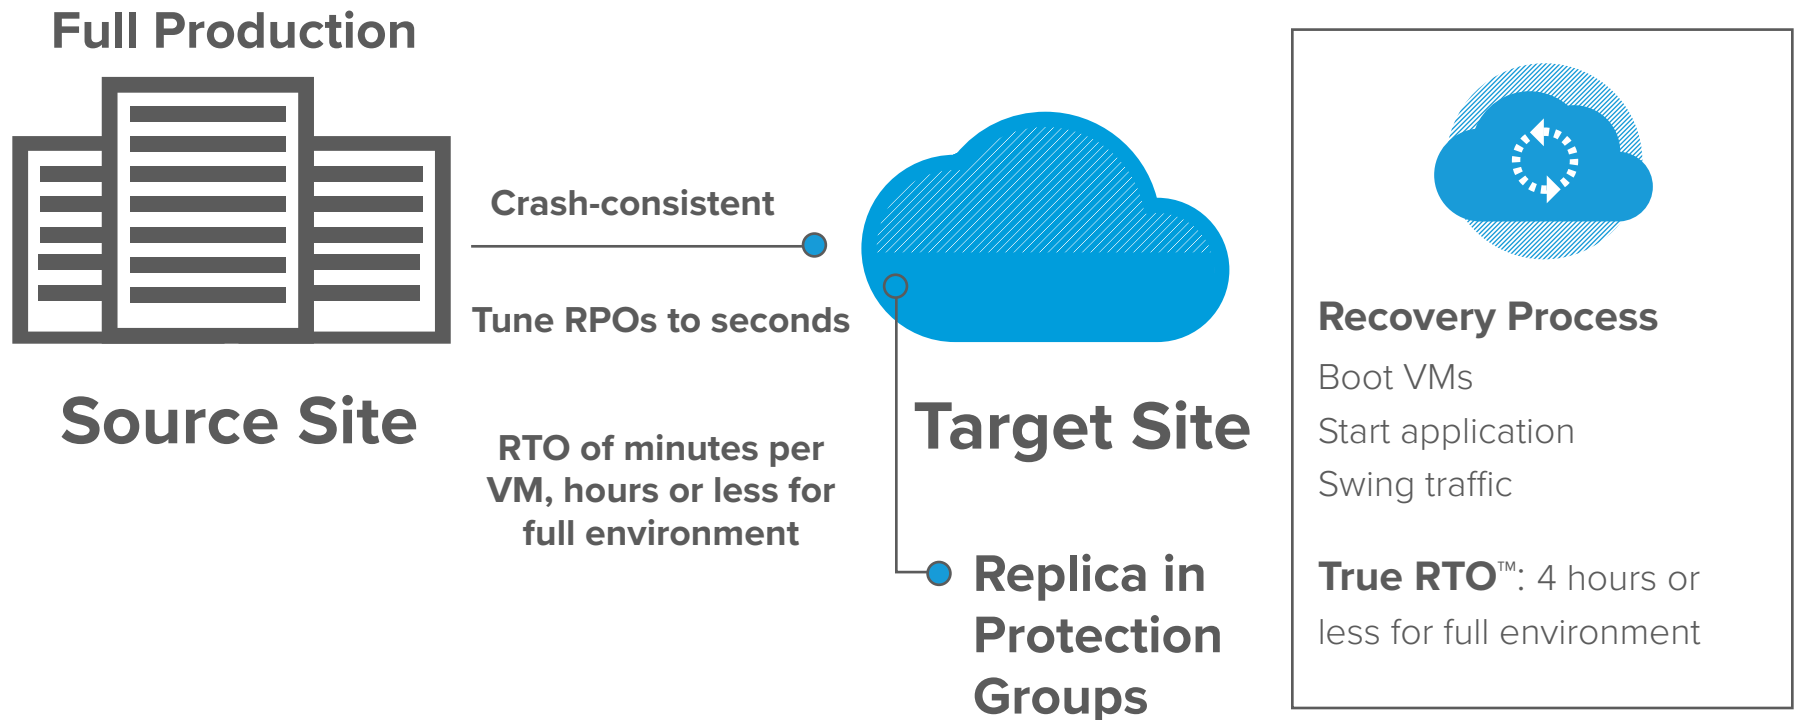 Full Production
Source Site
Crash-consistent
Tune RPOs to seconds
RTO of minutes per
VM, hours or less for
full environment
Target Site
Replica in
Protection
Groups
Recovery Process
Boot VMs
Start application
Swing traffic
True RTO™: 4 hours or
less for full environment